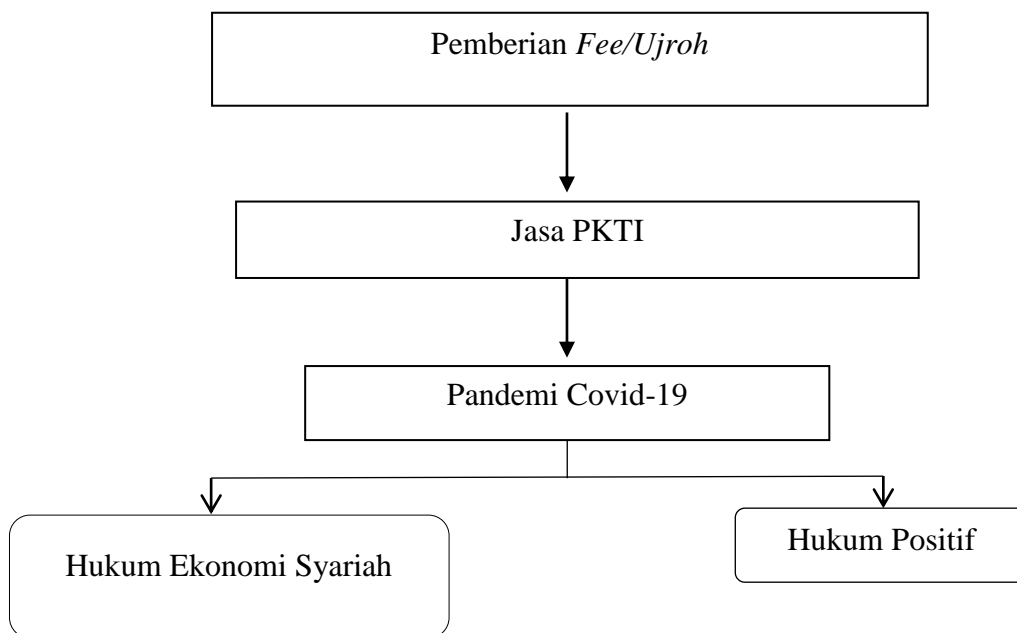 Pemberian Fee/Ujroh
Jasa PKTI
Pandemi Covid-19
Hukum Ekonomi Syariah
Hukum Positif